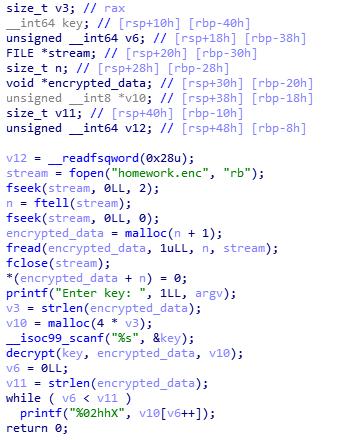 size_t v3; // rax
__int64 key; // [rsp+10h] [rbp-40h]
unsigned __int64 v6; // [rsp+18h] [rbp-38h]
FILE *stream; // [rsp+20h] [rbp-30h]
size_t n; // [rsp+28h] [rbp-28h]
void *encrypted_data; // [rsp+30h] [rbp-20h]
unsigned __int8 *v10; // [rsp+38h] [rbp-18h]
size_t v11; // [rsp+40h] [rbp-10h]
unsigned __int64 v12; // [rsp+48h] [rbp-8h]
v12 = __readfsqword(0x28u);
stream = fopen("homework.enc", "rb");
fseek(stream, 0LL, 2);
n = ftell(stream);
fseek(stream, 0LL, 0);
encrypted_data = malloc(n + 1);
fread(encrypted_data, 1uLL, n, stream);
fclose(stream);
*(encrypted_data + n) = 0;
printf("Enter key: ", 1LL, argv);
v3 = strlen(encrypted_data);
v10 = malloc(4 * v3);
__isoc99_scanf("%s", &key);
decrypt(key, encrypted_data, v10);
v6 = 0LL;
v11 = strlen(encrypted_data);
while ( v6 < v11 )
printf("%02hhX", v10[v6++]);
return 0;